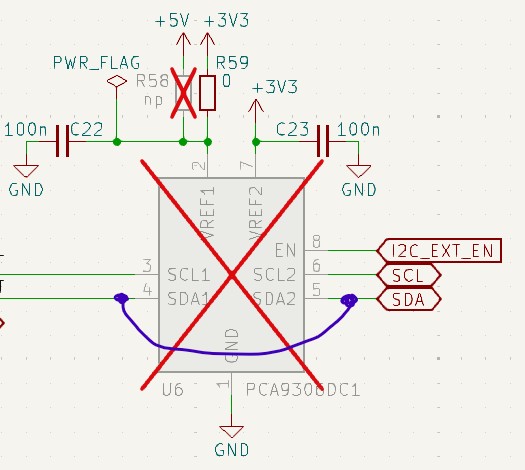 +5V +3V3
PWR_FLAG
R58
np
R59
0
+3V3
100n C22
C23 100n
GND
GND
2
7
VREF1
VREF2
EN 8 I2C_EXT_EN
3 SCL1 SCL2 6 SCL
4 SDA1 SDA2 5 SDA
GND
1
U6 PCA9306DC1
GND